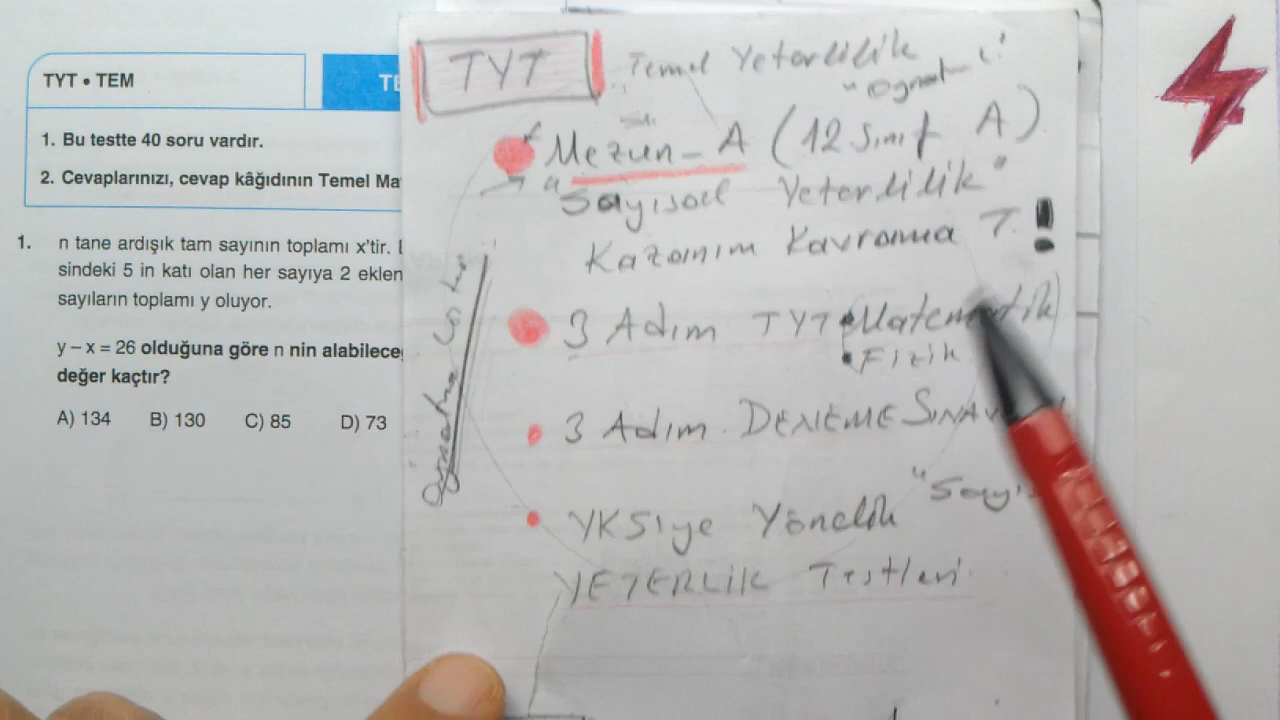 TYT • TEM
TE
1. Bu testte 40 soru vardır.
2. Cevaplarınızı, cevap kâğıdının Temel Ma
1. n tane ardışık tam sayının toplamı x'tir.
sindeki 5 in katı olan her sayıya 2 eklen
sayıların toplamı y oluyor.
y – x = 26 olduğuna göre n nin alabilece
değer kaçtır?
A) 134 B) 130 C) 85 D) 73
TYT Temel Yeterlilik
Mezun – A (12 Sınıf A)
"Sayısal Yeterlilik"
Kazanım Kavrama T. !
3 Adım TYT • Matematik
• Fizik
3 Adım DENEME SINAV
YKS'ye Yönelik "Sayı
YETERLİK Testleri